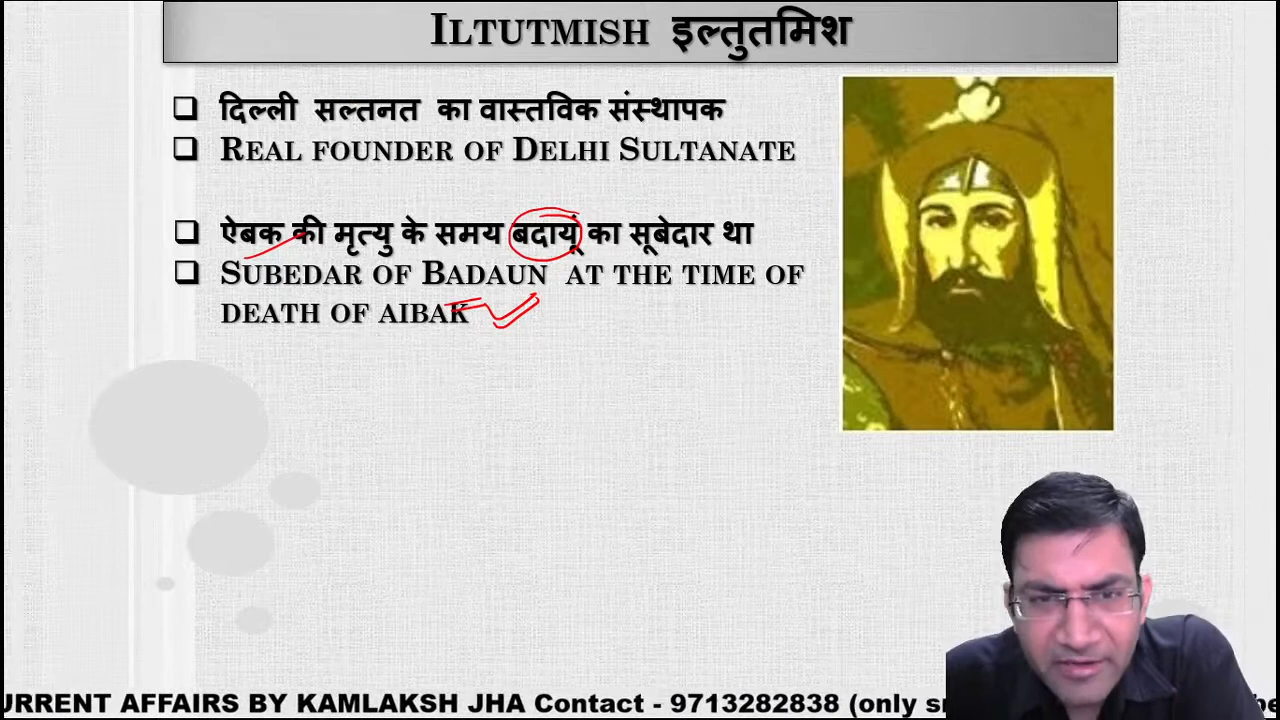 ILTUTMISH इल्तुतमिश
दिल्ली सल्तनत का वास्तविक संस्थापक
REAL FOUNDER OF DELHI SULTANATE
ऐबक की मृत्यु के समय बदायूं का सूबेदार था
SUBEDAR OF BADAUN AT THE TIME OF
DEATH OF AIBAK
URRENT AFFAIRS BY KAMLAKSH JHA Contact - 9713282838 (only